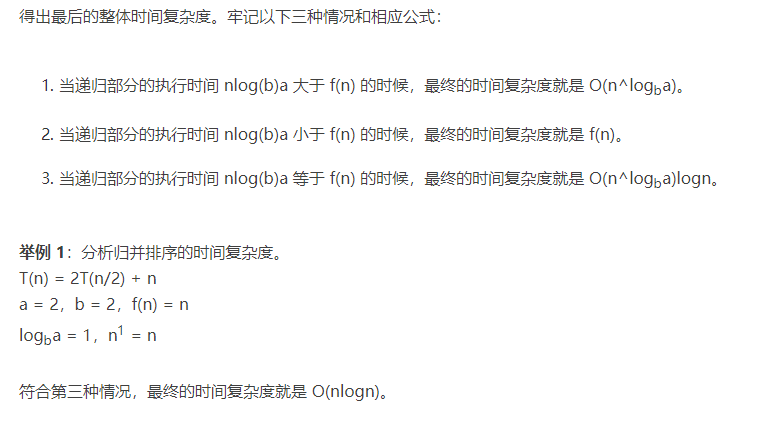 得出最后的整体时间复杂度。牢记以下三种情况和相应公式：
1. 当递归部分的执行时间 nlog(b)a 大于 f(n) 的时候，最终的时间复杂度就是 O(n^logba)。
2. 当递归部分的执行时间 nlog(b)a 小于 f(n) 的时候，最终的时间复杂度就是 f(n)。
3. 当递归部分的执行时间 nlog(b)a 等于 f(n) 的时候，最终的时间复杂度就是 O(n^logba)logn。
举例 1：分析归并排序的时间复杂度。
T(n) = 2T(n/2) + n
a = 2，b = 2，f(n) = n
logba = 1，n1 = n
符合第三种情况，最终的时间复杂度就是 O(nlogn)。